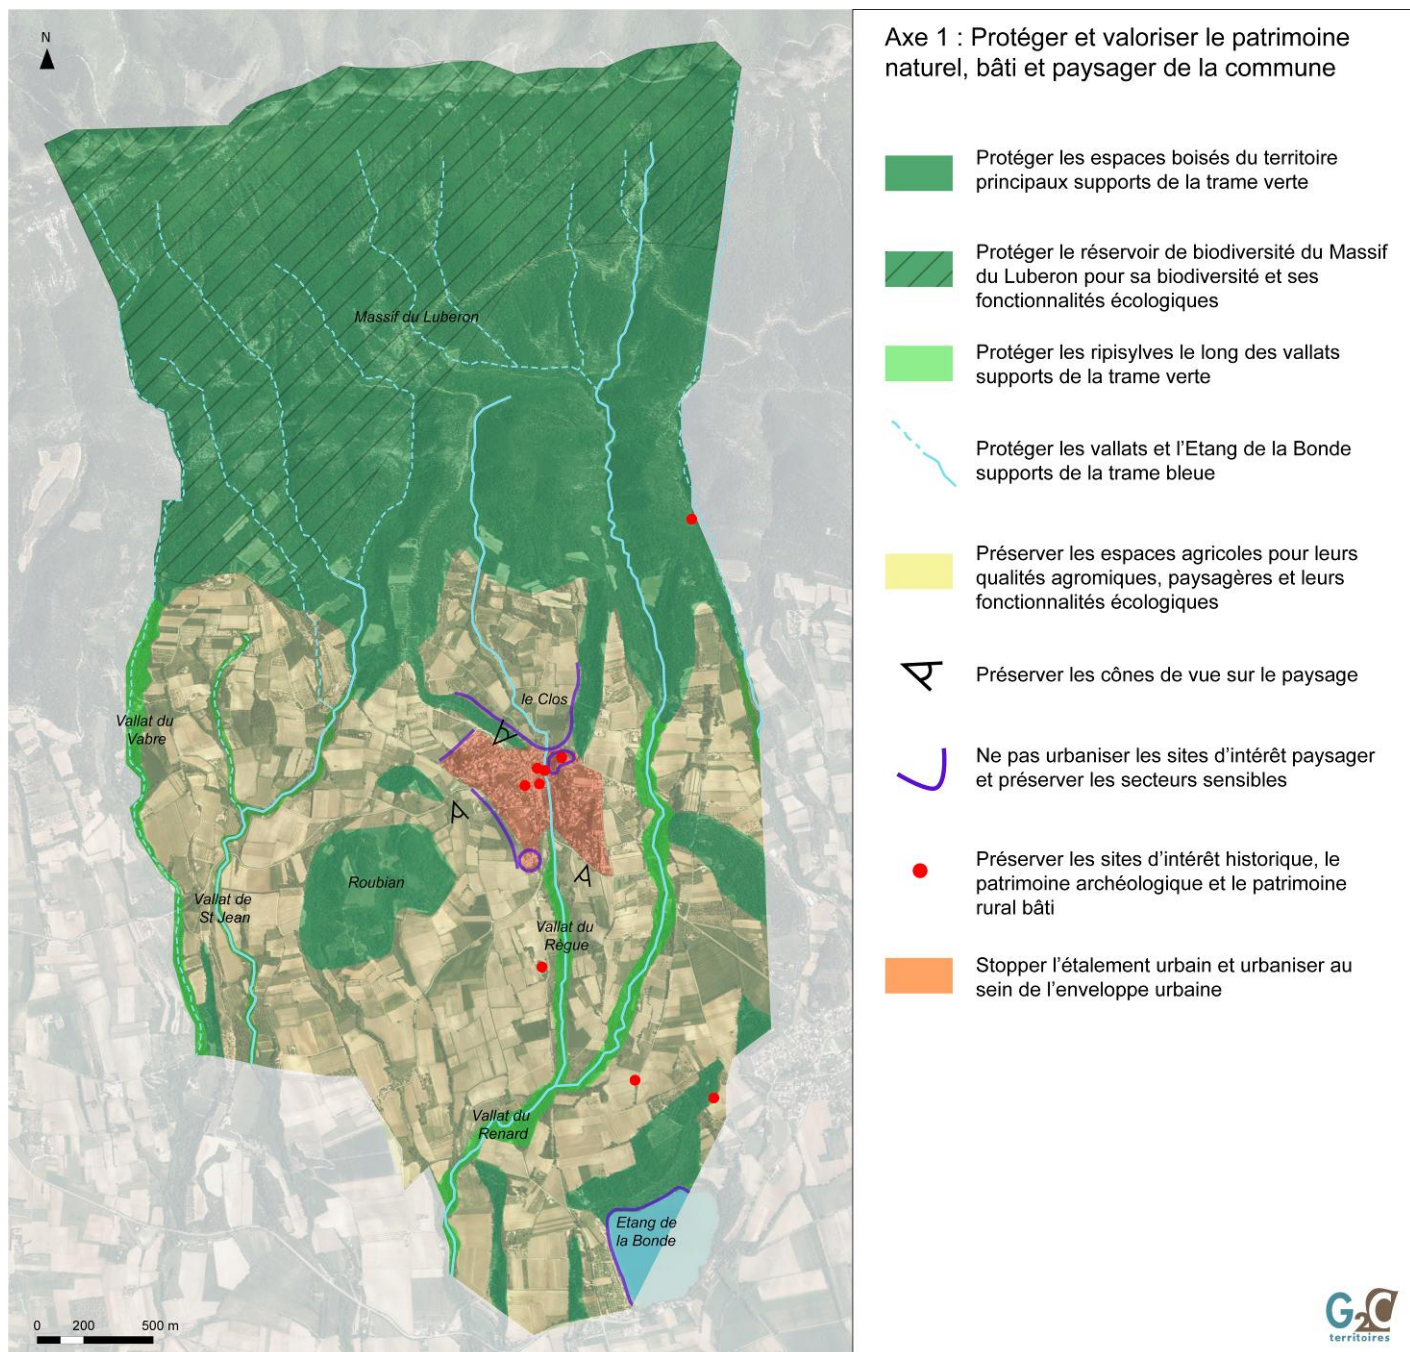 N
Massif du Luberon
le Clos
Vallat du
Vabre
Roubian
Vallat de
St Jean
Vallat du
Règue
Vallat du
Renard
Etang de
la Bonde
0 200 500 m
Axe 1 : Protéger et valoriser le patrimoine
naturel, bâti et paysager de la commune
Protéger les espaces boisés du territoire
principaux supports de la trame verte
Protéger le réservoir de biodiversité du Massif
du Luberon pour sa biodiversité et ses
fonctionnalités écologiques
Protéger les ripisylves le long des vallats
supports de la trame verte
Protéger les vallats et l'Etang de la Bonde
supports de la trame bleue
Préserver les espaces agricoles pour leurs
qualités agromiques, paysagères et leurs
fonctionnalités écologiques
Préserver les cônes de vue sur le paysage
Ne pas urbaniser les sites d'intérêt paysager
et préserver les secteurs sensibles
Préserver les sites d'intérêt historique, le
patrimoine archéologique et le patrimoine
rural bâti
Stopper l'étalement urbain et urbaniser au
sein de l'enveloppe urbaine
G2C
territoires